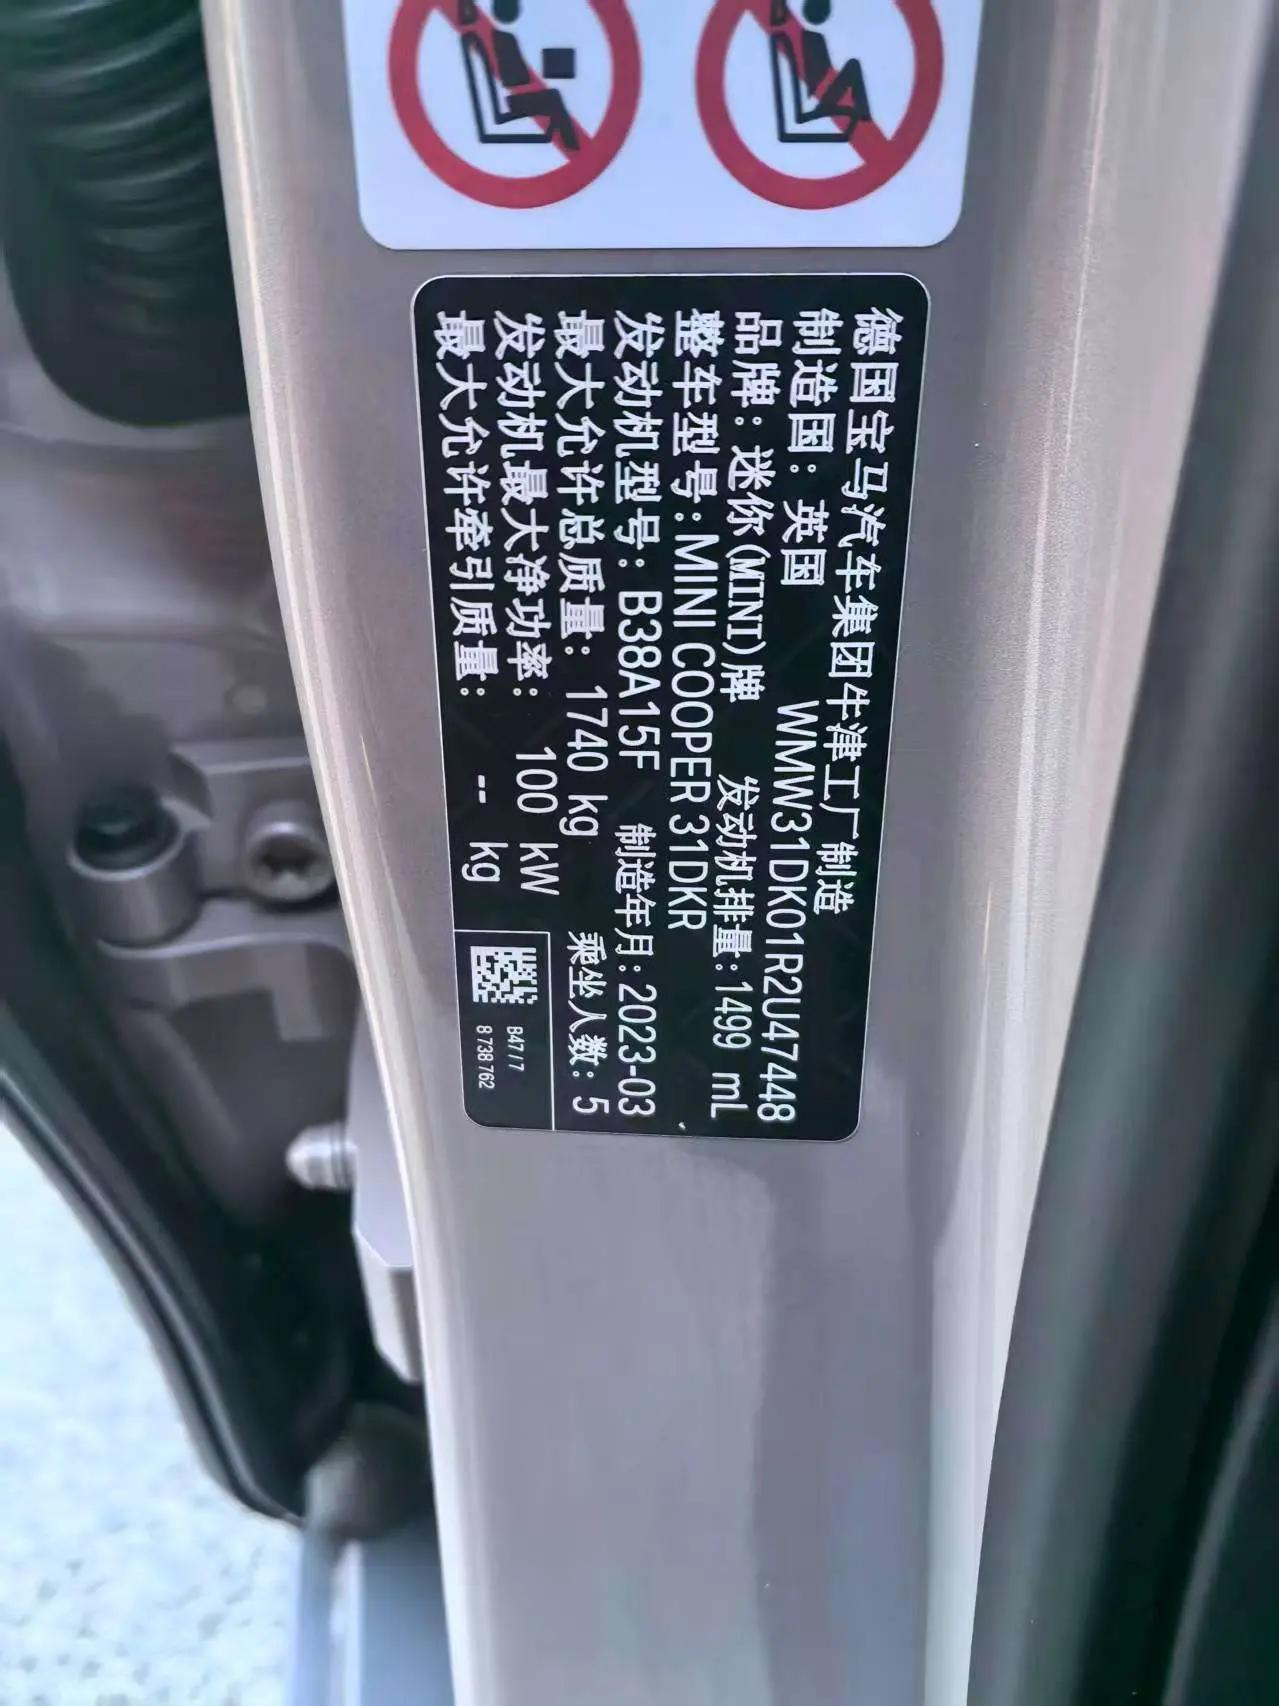 德国宝马汽车集团牛津工厂制造
制造国：英国 WMW31DK01R2U47448
品牌：迷你(MINI)牌 发动机排量：1499 mL
整车型号：MINI COOPER 31DKR
发动机型号：B38A15F 制造年月：2023-03
最大允许总质量：1740 kg 乘坐人数：5
发动机最大净功率：100 kW
最大允许牵引质量：-- kg
B47/7
8 738 762